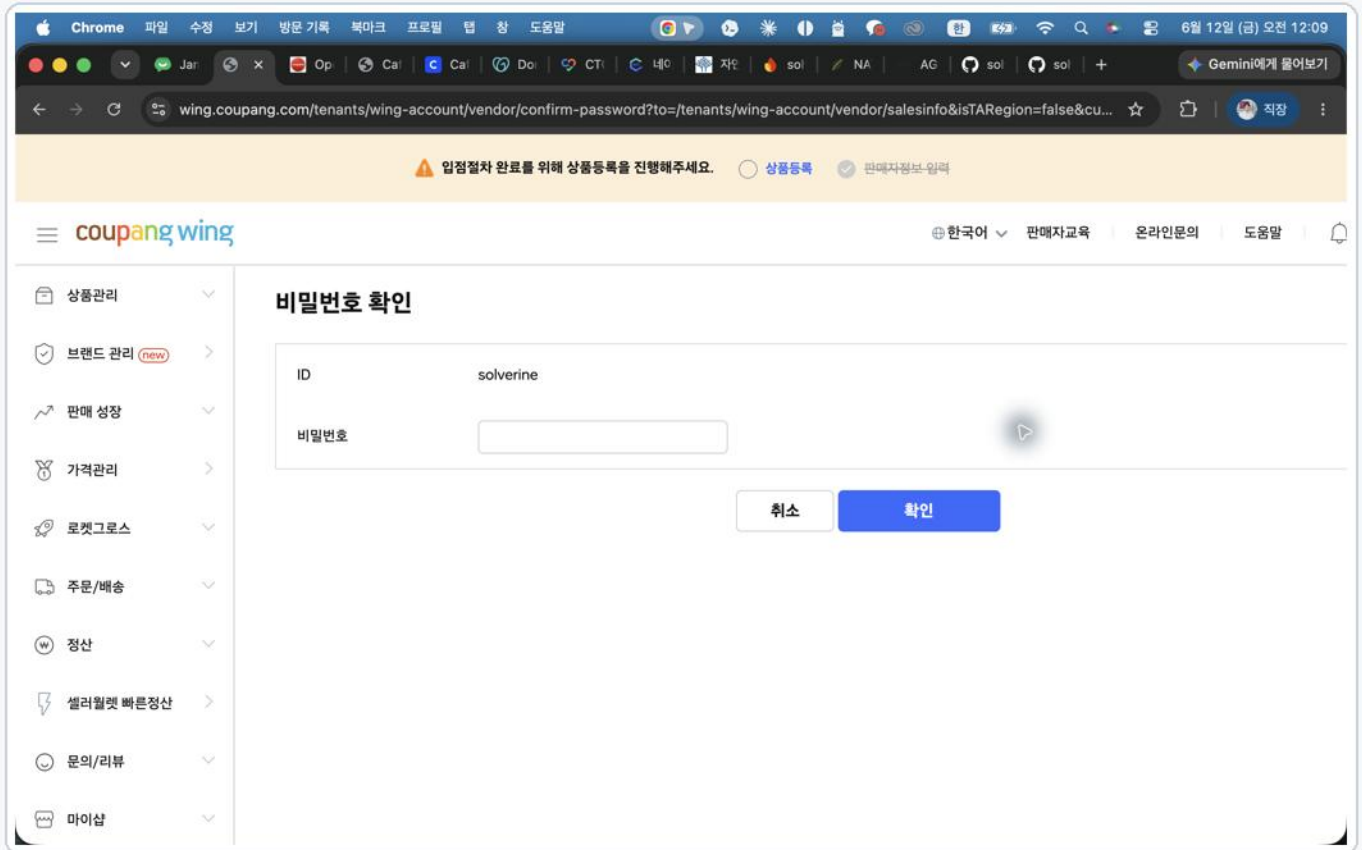 Chrome 파일 수정 보기 방문 기록 북마크 프로필 탭 창 도움말 한 6월 12일 (금) 오전 12:09
Jar Op Cat Cat Dor CT( 네이 자연 sol NA AG sol sol + Gemini에게 물어보기
wing.coupang.com/tenants/wing-account/vendor/confirm-password?to=/tenants/wing-account/vendor/salesinfo&isTARegion=false&cu... 직장
입점절차 완료를 위해 상품등록을 진행해주세요. 상품등록 판매자정보 입력
coupang wing 한국어 판매자교육 온라인문의 도움말
상품관리
비밀번호 확인
브랜드 관리 new
ID solverine
판매 성장
비밀번호
가격관리
취소 확인
로켓그로스
주문/배송
정산
셀러월렛 빠른정산
문의/리뷰
마이샵